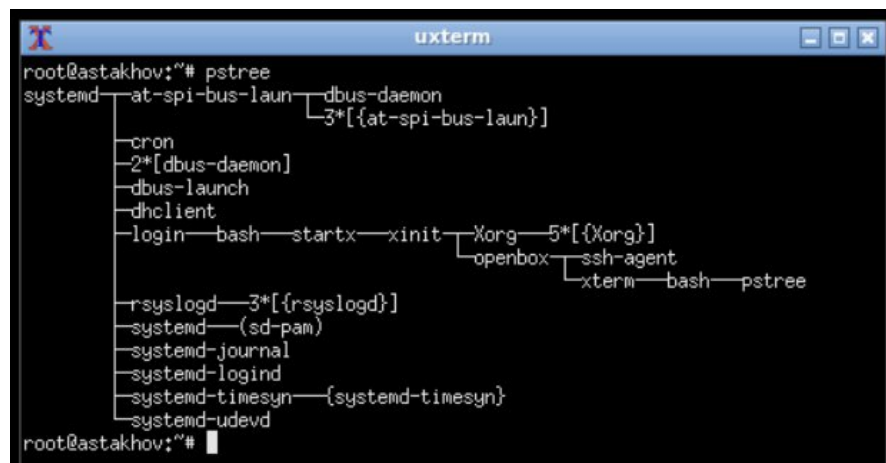 uxterm
root@astakhov:~# pstree
systemd─┬─at-spi-bus-laun─┬─dbus-daemon
        │                 └─3*[{at-spi-bus-laun}]
        ├─cron
        ├─2*[dbus-daemon]
        ├─dbus-launch
        ├─dhclient
        ├─login───bash───startx───xinit─┬─Xorg───5*[{Xorg}]
        │                               └─openbox─┬─ssh-agent
        │                                         └─xterm───bash───pstree
        ├─rsyslogd───3*[{rsyslogd}]
        ├─systemd───(sd-pam)
        ├─systemd-journal
        ├─systemd-logind
        ├─systemd-timesyn───{systemd-timesyn}
        └─systemd-udevd
root@astakhov:~#